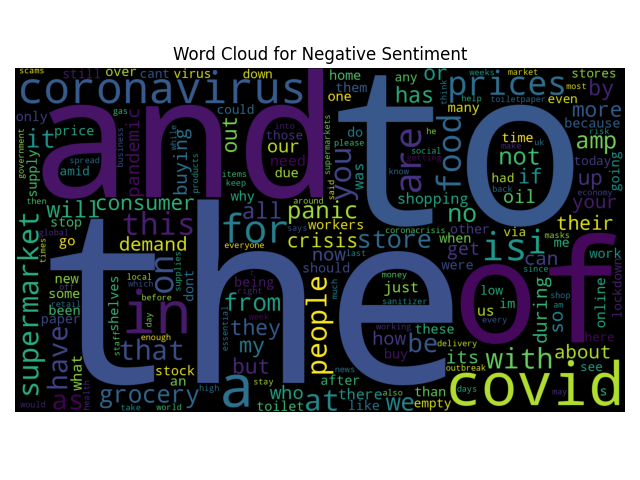 Word Cloud for Negative Sentiment
scams still over cant virus down home any or weeks market stores
coronavirus them has prices most by
only could one many help toiletpaper even more
and to
it price pandemic gas buying while out those into our need due
government supply amid business spread products items keep why
supermarkets do please you was are he social getting know food
think not time uk because risk amp
had if oil today up going back economy your
then will consumer this for all around said panic workers shopping no
stop global times go demand says crisis store coronacrisis when other via me masks their
supermarket on everyone now last get isi can work
new of local which supplies dont being right should were since lockdown
some retail shelves before from money just low im during so shop am online here
have been paper day staff they essential week people much sanitizer us every
the of
in that enough my working how be these delivery
what but buy its with about
stock news outbreak
as health an high stay after than days covid see
would grocery take world a toilet who at there also like we empty may s